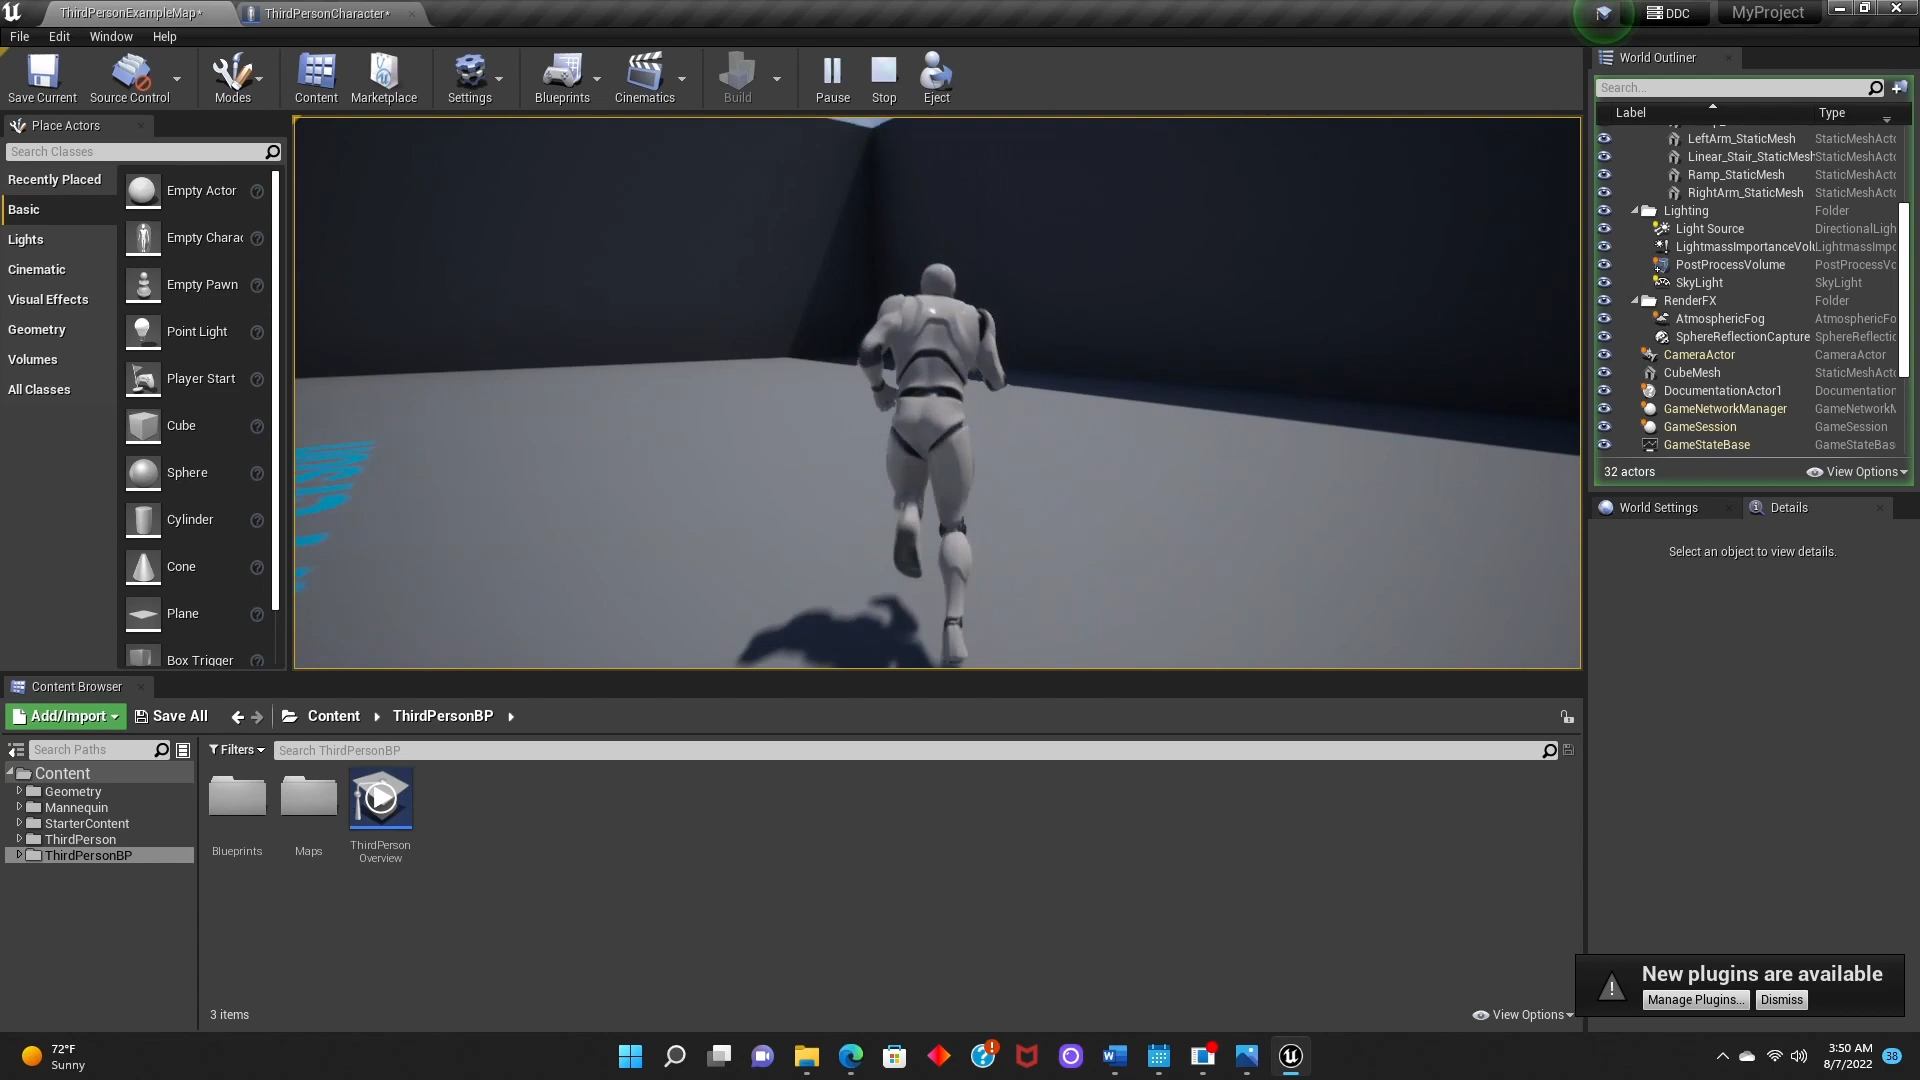 ThirdPersonExampleMap*
ThirdPersonCharacter*
DDC
MyProject
File Edit Window Help
Save Current
Source Control
Modes
Content
Marketplace
Settings
Blueprints
Cinematics
Build
Pause
Stop
Eject
Place Actors
Search Classes
Recently Placed
Basic
Lights
Cinematic
Visual Effects
Geometry
Volumes
All Classes
Empty Actor
Empty Charac
Empty Pawn
Point Light
Player Start
Cube
Sphere
Cylinder
Cone
Plane
Box Trigger
World Outliner
Search...
Label Type
LeftArm_StaticMesh StaticMeshActo
Linear_Stair_StaticMesh StaticMeshActo
Ramp_StaticMesh StaticMeshActo
RightArm_StaticMesh StaticMeshActo
Lighting Folder
Light Source DirectionalLigh
LightmassImportanceVolu LightmassImpo
PostProcessVolume PostProcessVo
SkyLight SkyLight
RenderFX Folder
AtmosphericFog AtmosphericFo
SphereReflectionCapture SphereReflectic
CameraActor CameraActor
CubeMesh StaticMeshActo
DocumentationActor1 Documentation
GameNetworkManager GameNetworkM
GameSession GameSession
GameStateBase GameStateBas
32 actors
View Options
World Settings
Details
Select an object to view details.
Content Browser
Add/Import
Save All
Content
ThirdPersonBP
Search Paths
Filters
Search ThirdPersonBP
Content
Geometry
Mannequin
StarterContent
ThirdPerson
ThirdPersonBP
Blueprints
Maps
ThirdPerson
Overview
3 items
View Options
New plugins are available
Manage Plugins...
Dismiss
72°F
Sunny
3:50 AM
8/7/2022
38